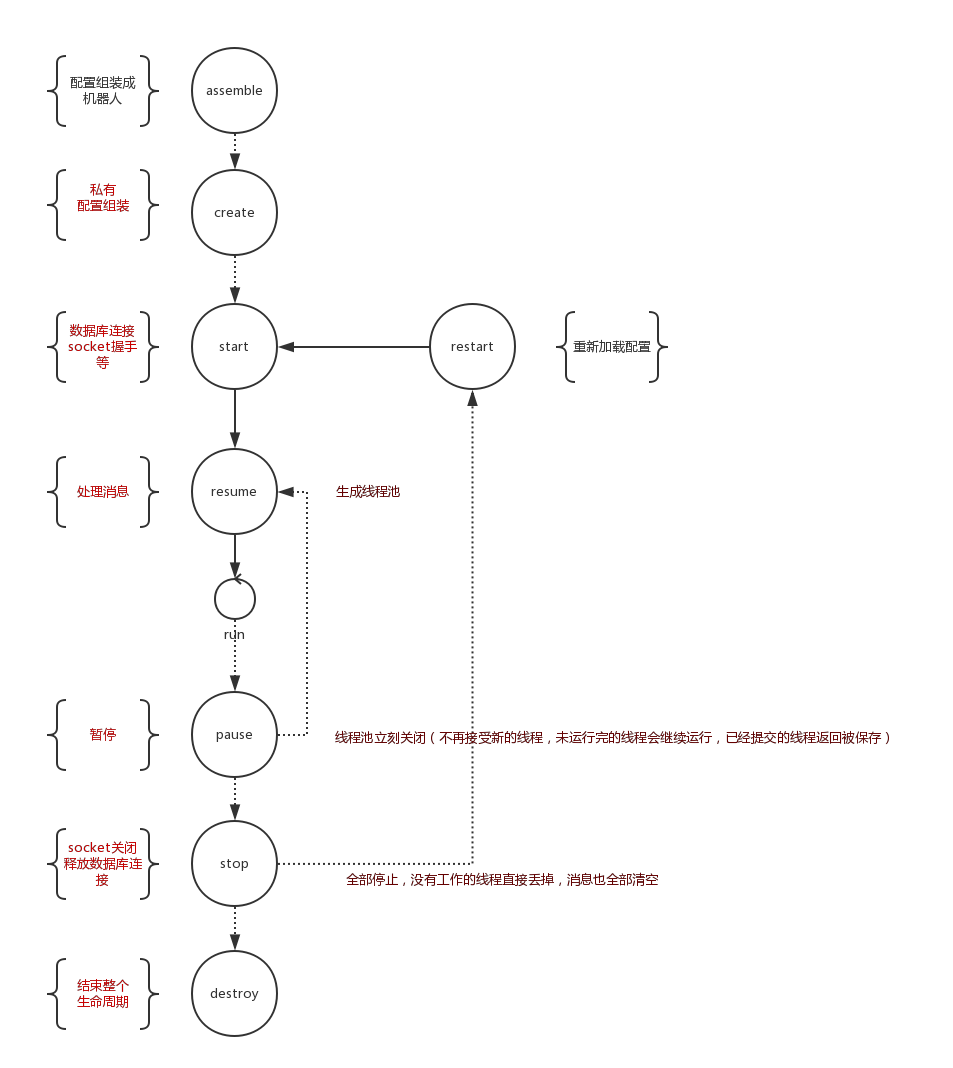 配置组装成
机器人
assemble
私有
配置组装
create
数据库连接
socket握手
等
start
restart
重新加载配置
处理消息
resume
生成线程池
run
暂停
pause
线程池立刻关闭（不再接受新的线程，未运行完的线程会继续运行，已经提交的线程返回被保存）
socket关闭
释放数据库连
接
stop
全部停止，没有工作的线程直接丢掉，消息也全部清空
结束整个
生命周期
destroy